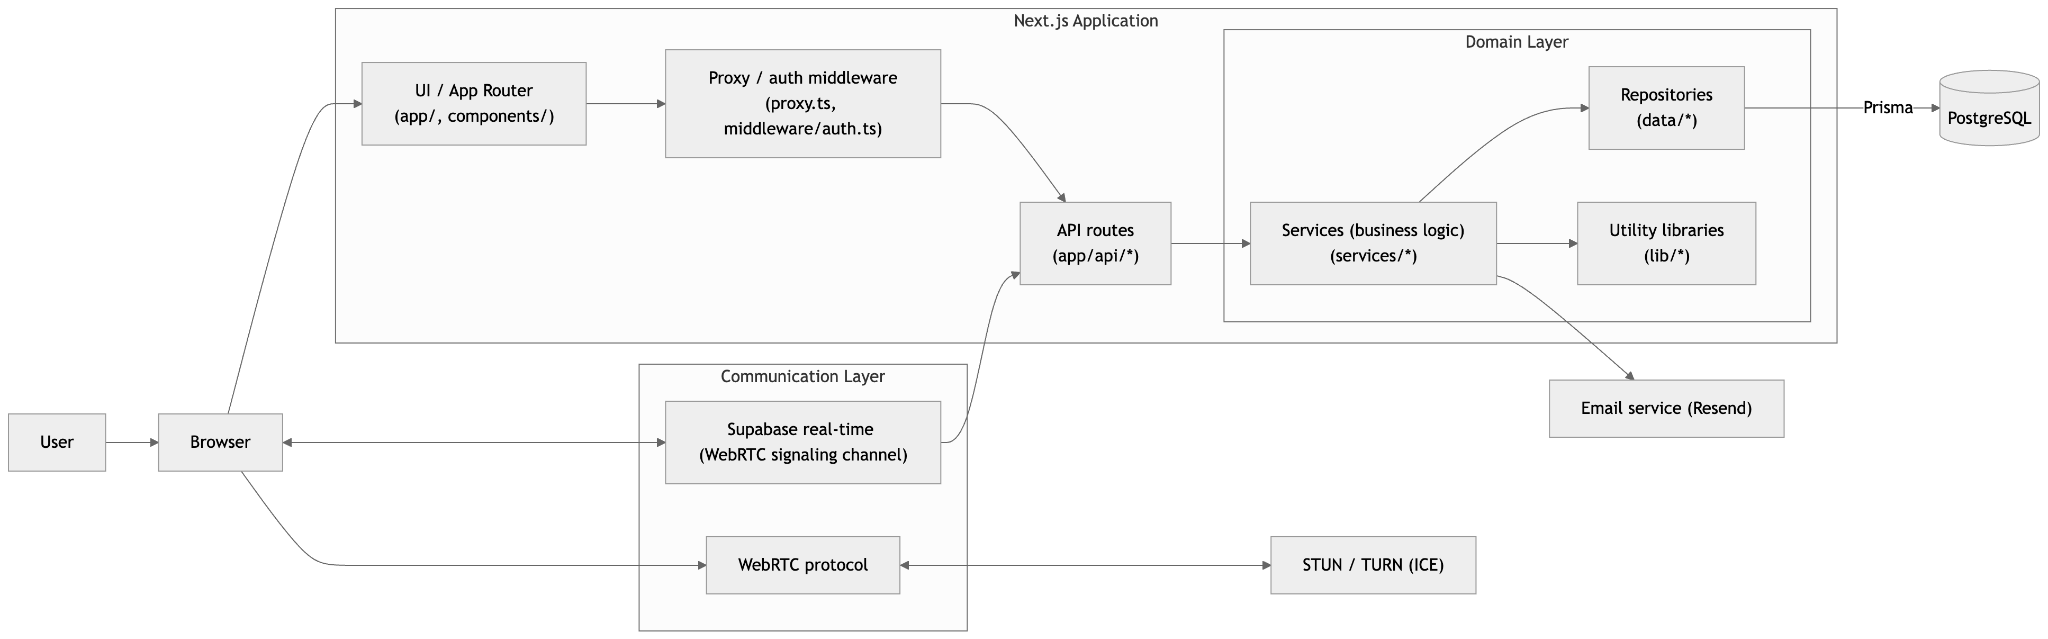 Next.js Application
Domain Layer
UI / App Router
(app/, components/)
Proxy / auth middleware
(proxy.ts,
middleware/auth.ts)
Repositories
(data/*)
Prisma
PostgreSQL
API routes
(app/api/*)
Services (business logic)
(services/*)
Utility libraries
(lib/*)
Communication Layer
User
Browser
Supabase real-time
(WebRTC signaling channel)
Email service (Resend)
WebRTC protocol
STUN / TURN (ICE)